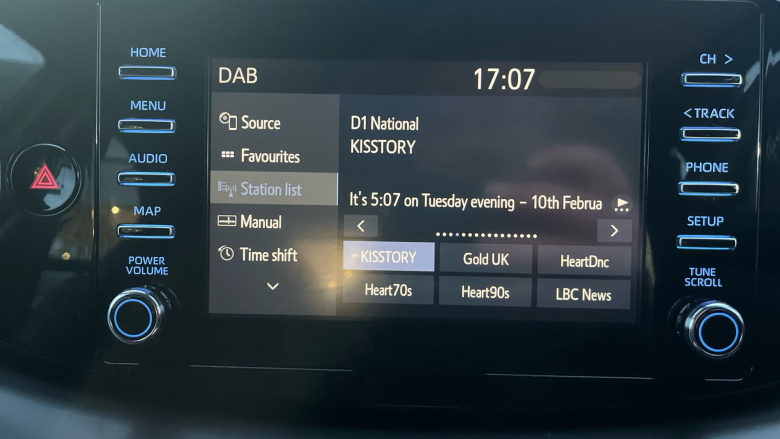 HOME
MENU
AUDIO
MAP
POWER
VOLUME
DAB
17:07
Source
Favourites
Station list
Manual
Time shift
D1 National
KISSTORY
It's 5:07 on Tuesday evening – 10th Februa
< >
KISSTORY Gold UK HeartDnc
Heart70s Heart90s LBC News
CH >
< TRACK
PHONE
SETUP
TUNE
SCROLL